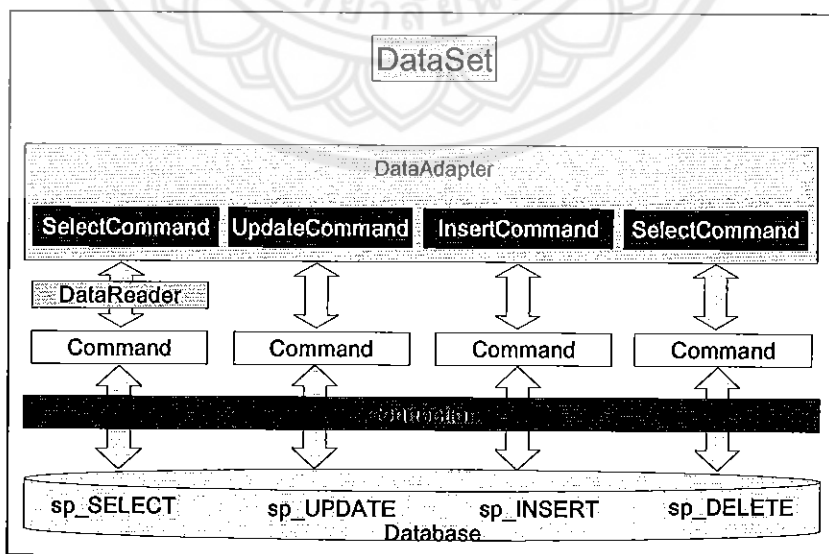 DataSet
DataAdapter
SelectCommand UpdateCommand InsertCommand SelectCommand
DataReader
Command Command Command Command
sp_SELECT sp_UPDATE sp_INSERT sp_DELETE
Database